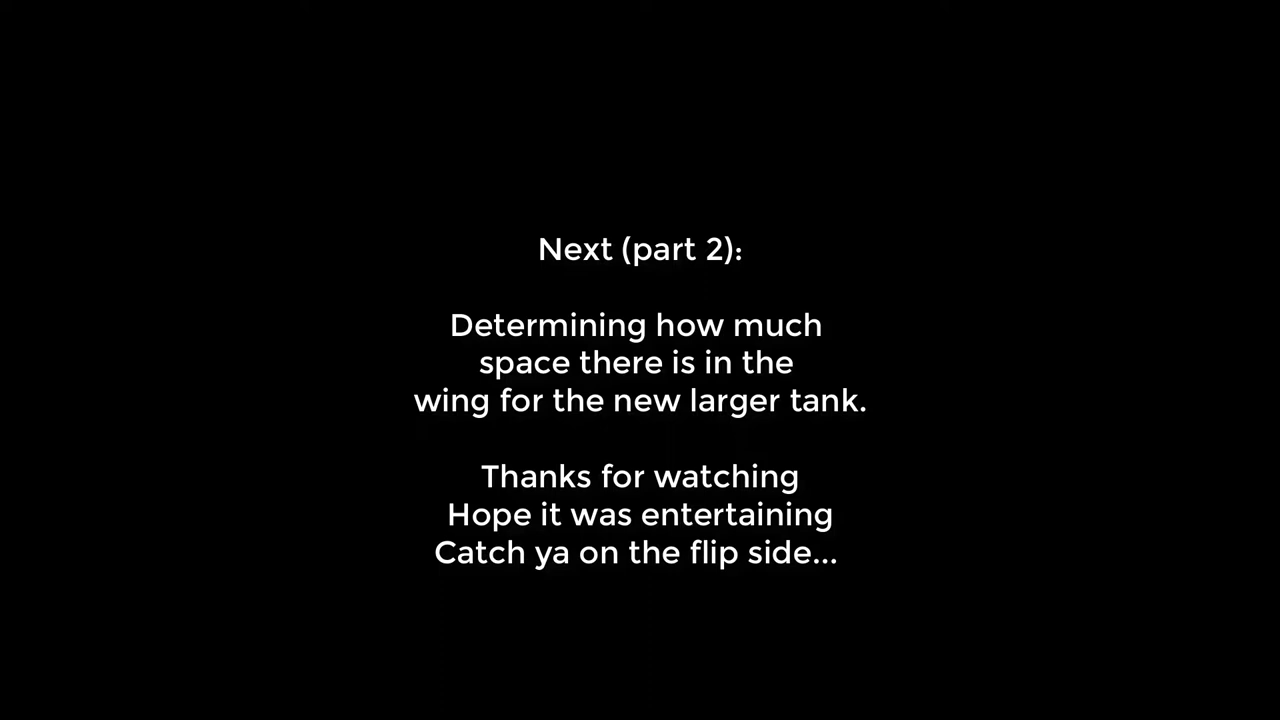 Next (part 2):
Determining how much
space there is in the
wing for the new larger tank.
Thanks for watching
Hope it was entertaining
Catch ya on the flip side...